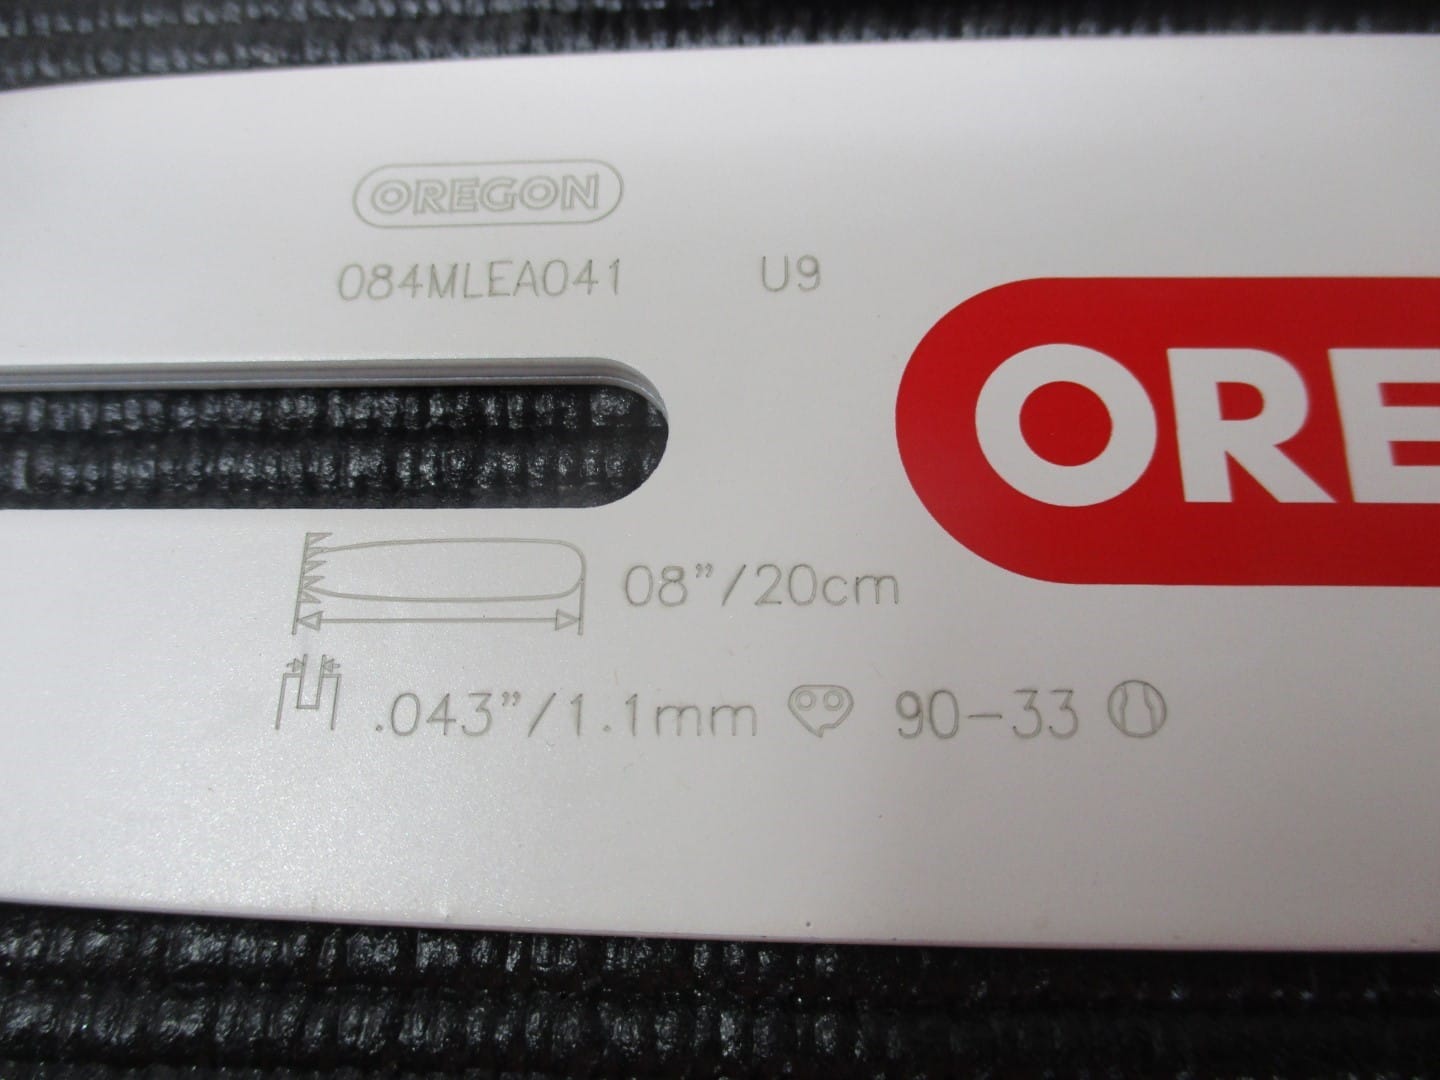 OREGON
084MLEA041 U9
ORE
08"/20cm
.043"/1.1mm 90-33